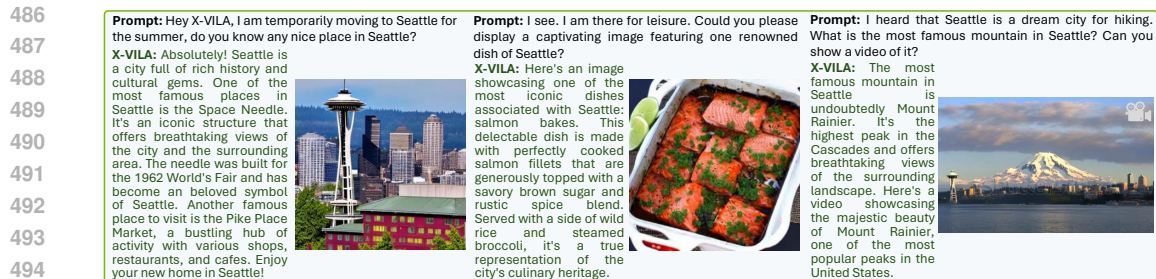 486
487
488
489
490
491
492
493
494
Prompt: Hey X-VILA, I am temporarily moving to Seattle for
the summer, do you know any nice place in Seattle?
X-VILA: Absolutely! Seattle is
a city full of rich history and
cultural gems. One of the
most famous places in
Seattle is the Space Needle.
It's an iconic structure that
offers breathtaking views of
the city and the surrounding
area. The needle was built for
the 1962 World's Fair and has
become an beloved symbol
of Seattle. Another famous
place to visit is the Pike Place
Market, a bustling hub of
activity with various shops,
restaurants, and cafes. Enjoy
your new home in Seattle!
Prompt: I see. I am there for leisure. Could you please
display a captivating image featuring one renowned
dish of Seattle?
X-VILA: Here's an image
showcasing one of the
most iconic dishes
associated with Seattle:
salmon bakes. This
delectable dish is made
with perfectly cooked
salmon fillets that are
generously topped with a
savory brown sugar and
rustic spice blend.
Served with a side of wild
rice and steamed
broccoli, it's a true
representation of the
city's culinary heritage.
Prompt: I heard that Seattle is a dream city for hiking.
What is the most famous mountain in Seattle? Can you
show a video of it?
X-VILA: The most
famous mountain in
Seattle is
undoubtedly Mount
Rainier. It's the
highest peak in the
Cascades and offers
breathtaking views
of the surrounding
landscape. Here's a
video showcasing
the majestic beauty
of Mount Rainier,
one of the most
popular peaks in the
United States.